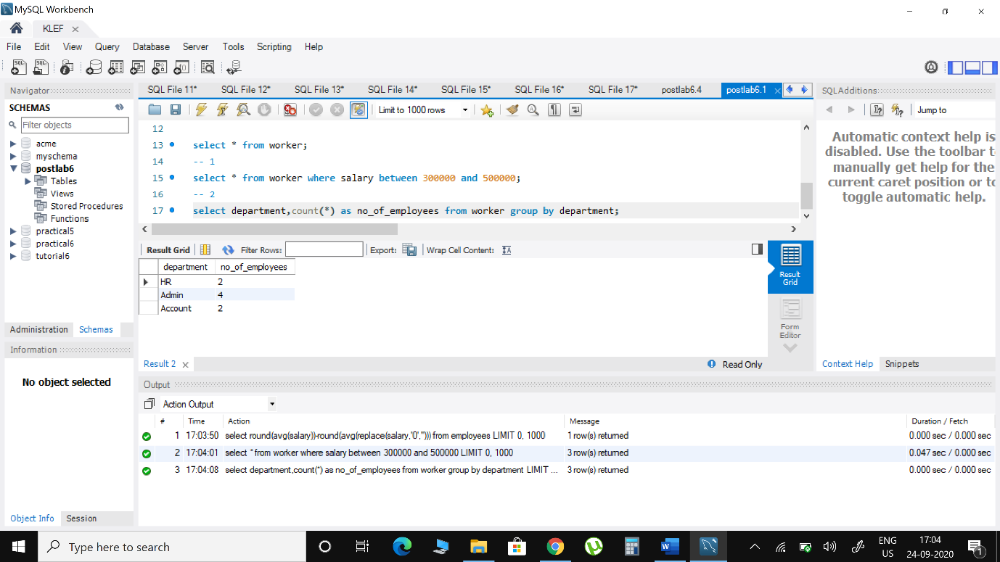 MySQL Workbench
KLEF
File Edit View Query Database Server Tools Scripting Help
Navigator
SCHEMAS
Filter objects
acme
myschema
postlab6
Tables
Views
Stored Procedures
Functions
practical5
practical6
tutorial6
Administration Schemas
Information
No object selected
Object Info Session
SQL File 11* SQL File 12* SQL File 13* SQL File 14* SQL File 15* SQL File 16* SQL File 17* postlab6.4 postlab6.1
Limit to 1000 rows
12
13 select * from worker;
14 -- 1
15 select * from worker where salary between 300000 and 500000;
16 -- 2
17 select department,count(*) as no_of_employees from worker group by department;
Result Grid Filter Rows: Export: Wrap Cell Content:
department no_of_employees
HR 2
Admin 4
Account 2
Result Grid
Form Editor
Result 2 Read Only
SQLAdditions
Jump to
Automatic context help is
disabled. Use the toolbar t
manually get help for the
current caret position or to
toggle automatic help.
Context Help Snippets
Output
Action Output
# Time Action Message Duration / Fetch
1 17:03:50 select round(avg(salary))-round(avg(replace(salary,'0',''))) from employees LIMIT 0, 1000 1 row(s) returned 0.000 sec / 0.000 sec
2 17:04:01 select * from worker where salary between 300000 and 500000 LIMIT 0, 1000 3 row(s) returned 0.047 sec / 0.000 sec
3 17:04:08 select department,count(*) as no_of_employees from worker group by department LIMIT ... 3 row(s) returned 0.000 sec / 0.000 sec
Type here to search
ENG
US
17:04
24-09-2020
1